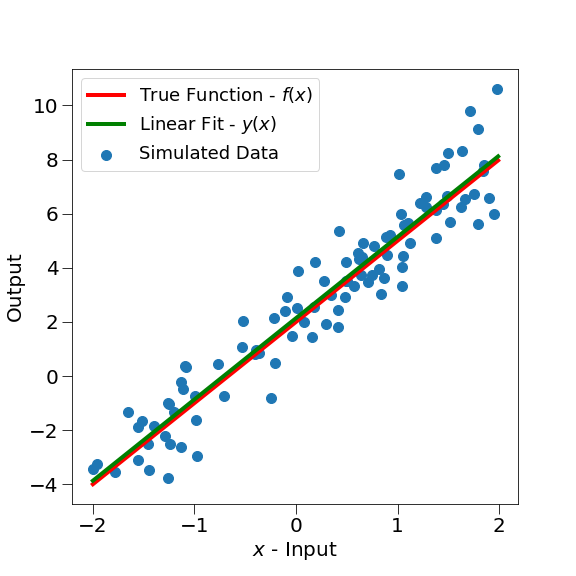 True Function - f(x)
Linear Fit - y(x)
Simulated Data
10
8
6
4
2
0
−2
−4
Output
−2 −1 0 1 2
x - Input